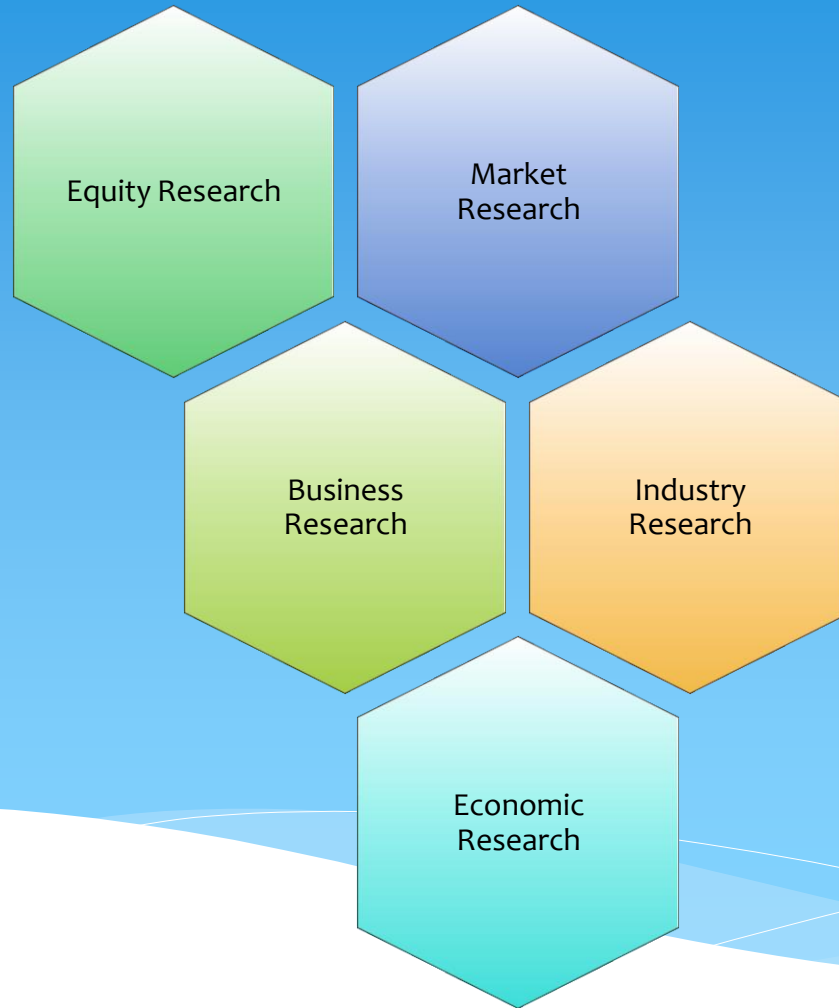 Equity Research
Market
Research
Business
Research
Industry
Research
Economic
Research